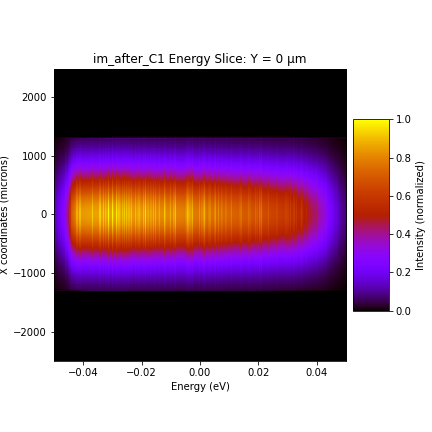 im_after_C1 Energy Slice: Y = 0 μm
2000
1000
0
−1000
−2000
X coordinates (microns)
−0.04 −0.02 0.00 0.02 0.04
Energy (eV)
1.0
0.8
0.6
0.4
0.2
0.0
Intensity (normalized)